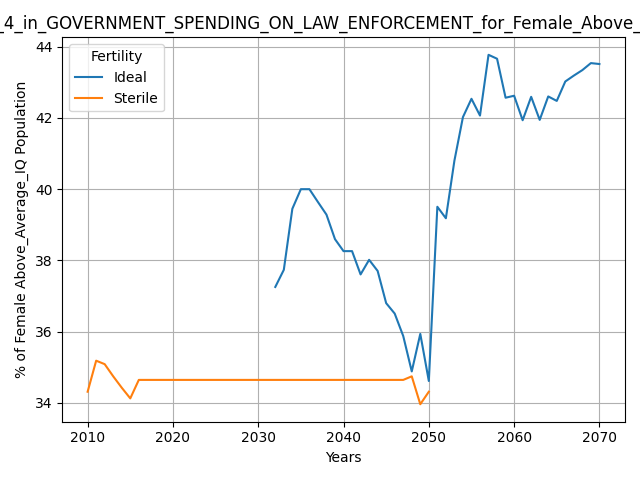 _4_in_GOVERNMENT_SPENDING_ON_LAW_ENFORCEMENT_for_Female_Above_
Fertility
Ideal
Sterile
% of Female Above_Average_IQ Population
44
42
40
38
36
34
2010
2020
2030
2040
2050
2060
2070
Years